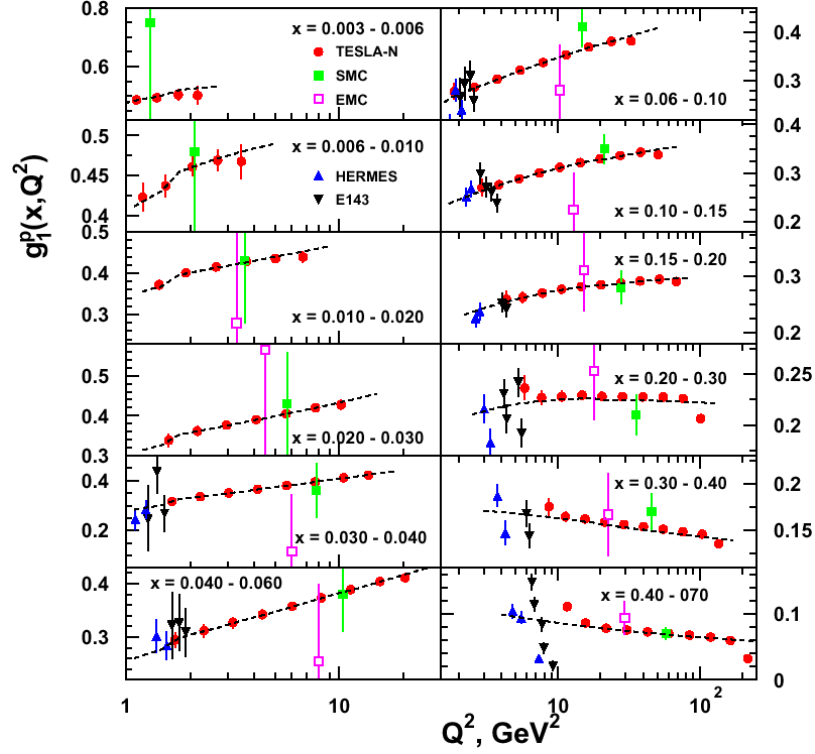 g₁ᵖ(x,Q²)
x = 0.003 - 0.006
TESLA-N
SMC
EMC
0.8
0.6
x = 0.006 - 0.010
HERMES
E143
0.5
0.45
0.4
x = 0.010 - 0.020
0.5
0.4
0.3
x = 0.020 - 0.030
0.5
0.4
0.3
x = 0.030 - 0.040
0.4
0.2
x = 0.040 - 0.060
0.4
0.3
1
10
x = 0.06 - 0.10
0.4
0.3
x = 0.10 - 0.15
0.4
0.3
0.2
x = 0.15 - 0.20
0.3
0.2
x = 0.20 - 0.30
0.25
0.2
x = 0.30 - 0.40
0.2
0.15
x = 0.40 - 070
0.1
0
10
10²
Q², GeV²